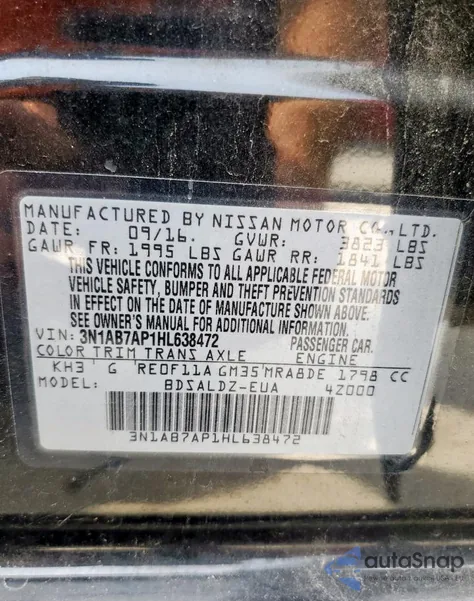 MANUFACTURED BY NISSAN MOTOR CO., LTD.
DATE: 09/16. GVWR: 3823 LBS
GAWR FR: 1995 LBS GAWR RR: 1841 LBS
THIS VEHICLE CONFORMS TO ALL APPLICABLE FEDERAL MOTOR
VEHICLE SAFETY, BUMPER AND THEFT PREVENTION STANDARDS
IN EFFECT ON THE DATE OF MANUFACTURE SHOWN ABOVE.
SEE OWNER'S MANUAL FOR ADDITIONAL INFORMATION.
VIN: 3N1AB7AP1HL638472 PASSENGER CAR.
COLOR TRIM TRANS AXLE ENGINE
KH3 G RE0F11A GM35 MRA8DE 1798 CC
MODEL: BDSALDZ-EUA 4Z000
3N1AB7AP1HL638472
autoSnap